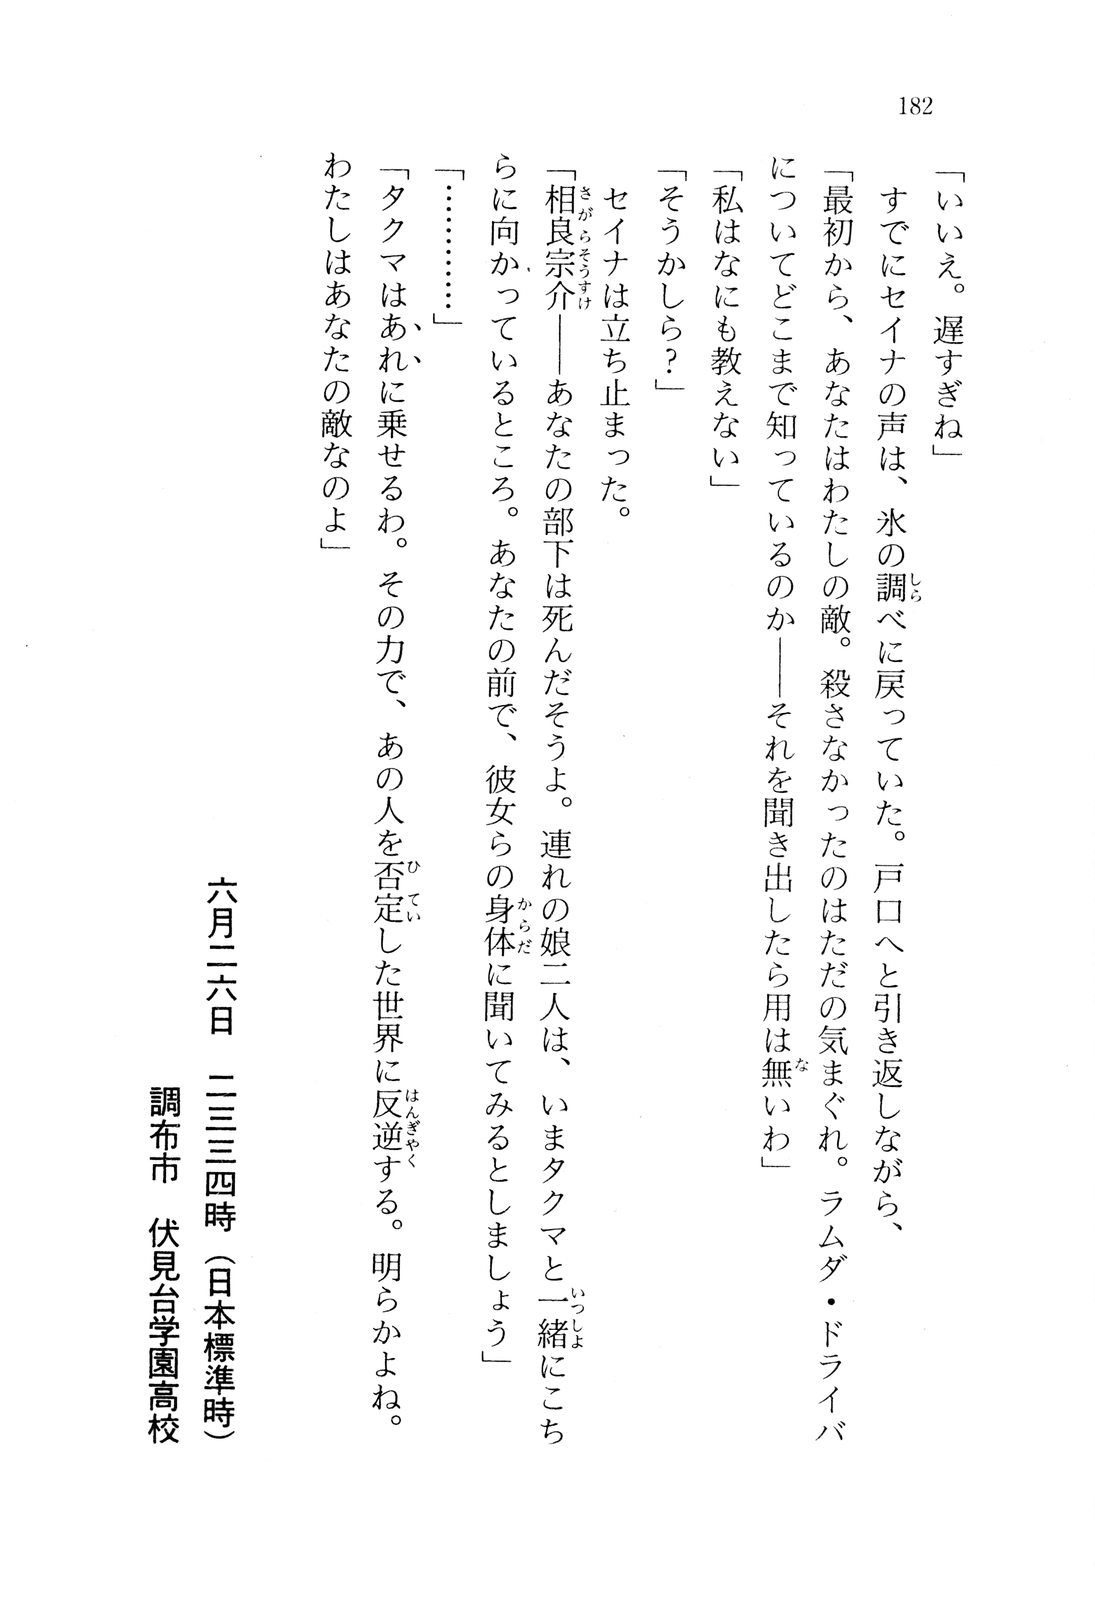 182
「いいえ。遅すぎね」
　すでにセイナの声は、氷の調べに戻っていた。戸口へと引き返しながら、
「最初から、あなたはわたしの敵。殺さなかったのはただの気まぐれ。ラムダ・ドライバ
についてどこまで知っているのか――それを聞き出したら用は無いわ」
「私はなにも教えない」
「そうかしら？」
　セイナは立ち止まった。
「相良宗介――あなたの部下は死んだそうよ。連れの娘二人は、いまタクマと一緒にこち
らに向かっているところ。あなたの前で、彼女らの身体に聞いてみるとしましょう」
「…………」
「タクマはあれに乗せるわ。その力で、あの人を否定した世界に反逆する。明らかよね。
わたしはあなたの敵なのよ」
六月二六日　二三三四時（日本標準時）
調布市　伏見台学園高校